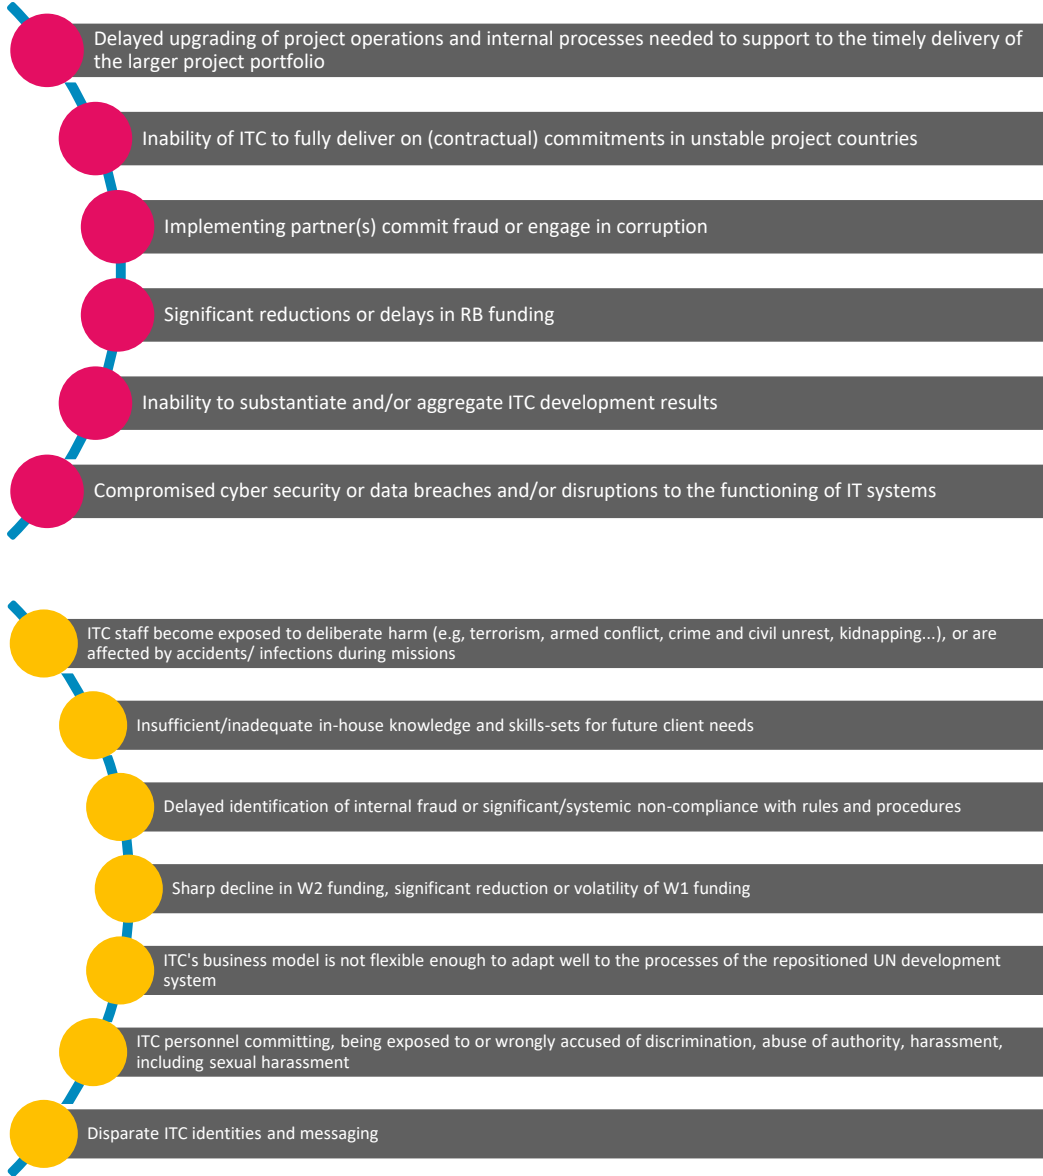 Delayed upgrading of project operations and internal processes needed to support to the timely delivery of
the larger project portfolio
Inability of ITC to fully deliver on (contractual) commitments in unstable project countries
Implementing partner(s) commit fraud or engage in corruption
Significant reductions or delays in RB funding
Inability to substantiate and/or aggregate ITC development results
Compromised cyber security or data breaches and/or disruptions to the functioning of IT systems
ITC staff become exposed to deliberate harm (e.g, terrorism, armed conflict, crime and civil unrest, kidnapping...), or are
affected by accidents/ infections during missions
Insufficient/inadequate in-house knowledge and skills-sets for future client needs
Delayed identification of internal fraud or significant/systemic non-compliance with rules and procedures
Sharp decline in W2 funding, significant reduction or volatility of W1 funding
ITC's business model is not flexible enough to adapt well to the processes of the repositioned UN development
system
ITC personnel committing, being exposed to or wrongly accused of discrimination, abuse of authority, harassment,
including sexual harassment
Disparate ITC identities and messaging